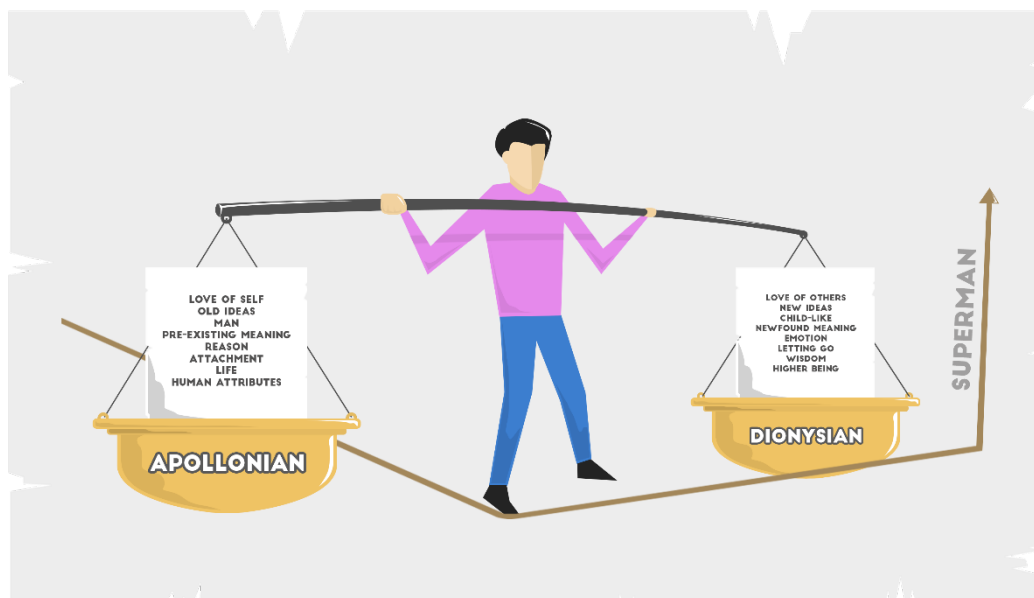 LOVE OF SELF
OLD IDEAS
MAN
PRE-EXISTING MEANING
REASON
ATTACHMENT
LIFE
HUMAN ATTRIBUTES
APOLLONIAN
LOVE OF OTHERS
NEW IDEAS
CHILD-LIKE
NEWFOUND MEANING
EMOTION
LETTING GO
WISDOM
HIGHER BEING
DIONYSIAN
SUPERMAN